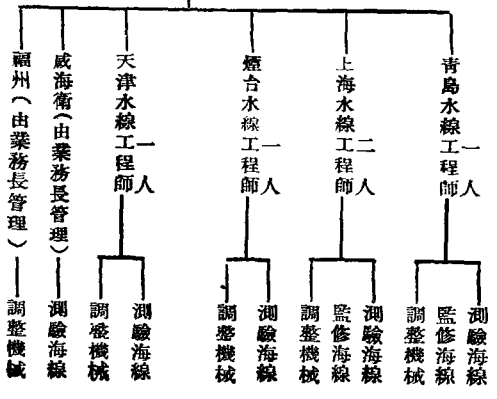 青島水線工程師一人
測驗海線
監修海線
調整機械
上海水線工程師二人
測驗海線
監修海線
調整機械
煙台水線工程師一人
測驗海線
調整機械
天津水線工程師一人
測驗海線
調整機械
威海衛（由業務長管理）
測驗海線
福州（由業務長管理）
調整機械